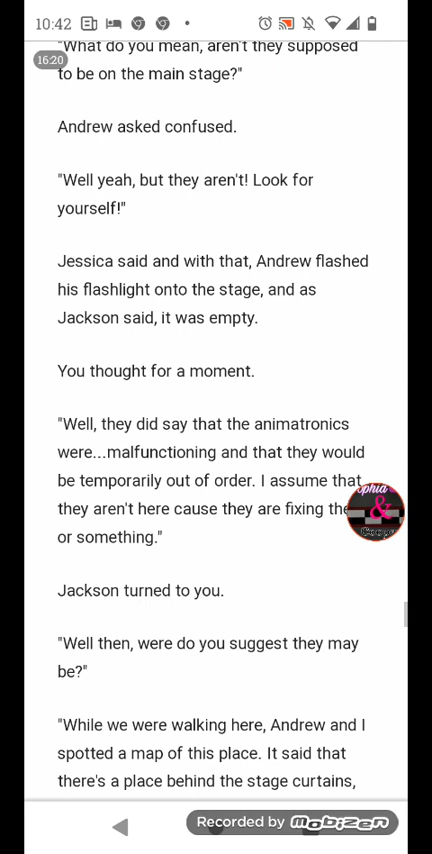 10:42
"What do you mean, aren't they supposed
16:20
to be on the main stage?"
Andrew asked confused.
"Well yeah, but they aren't! Look for
yourself!"
Jessica said and with that, Andrew flashed
his flashlight onto the stage, and as
Jackson said, it was empty.
You thought for a moment.
"Well, they did say that the animatronics
were...malfunctioning and that they would
be temporarily out of order. I assume that
they aren't here cause they are fixing the
or something."
&
Jackson turned to you.
"Well then, were do you suggest they may
be?"
"While we were walking here, Andrew and I
spotted a map of this place. It said that
there's a place behind the stage curtains,
Recorded by mobizen